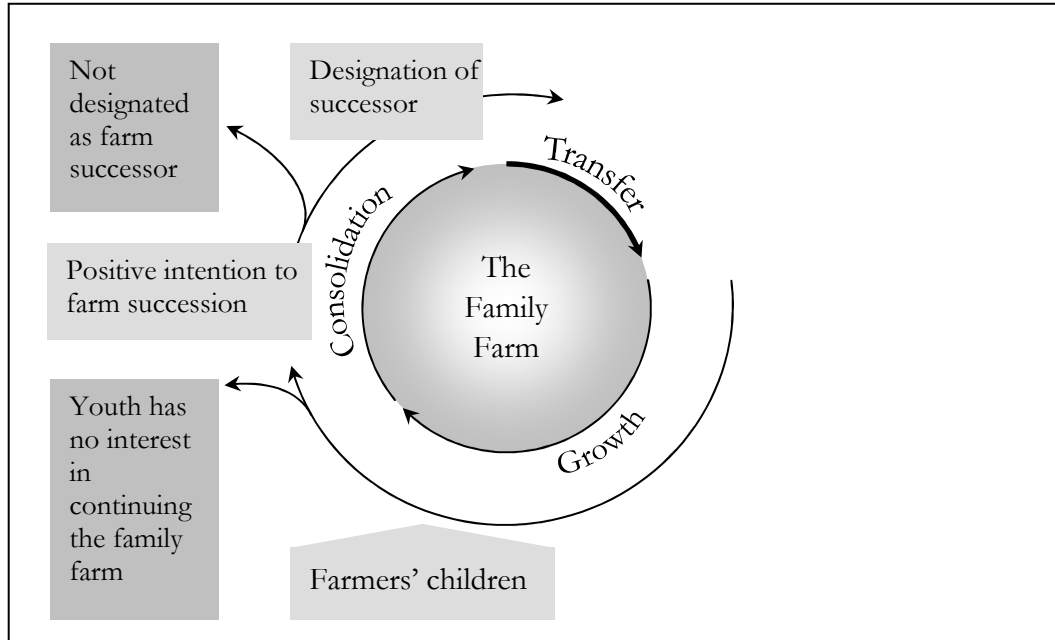 Not
designated
as farm
successor
Designation of
successor
Transfer
Consolidation
The
Family
Farm
Positive intention to
farm succession
Youth has
no interest
in
continuing
the family
farm
Growth
Farmers’ children